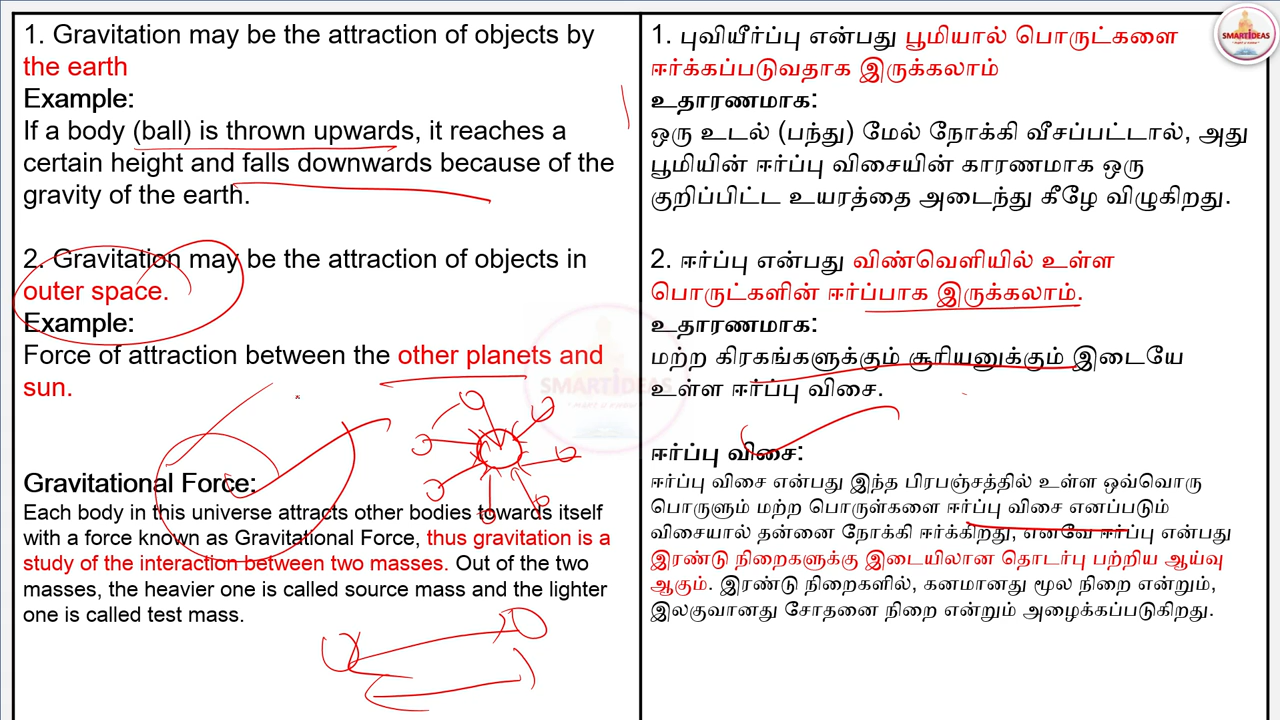 1. Gravitation may be the attraction of objects by
the earth
Example:
If a body (ball) is thrown upwards, it reaches a
certain height and falls downwards because of the
gravity of the earth.
2. Gravitation may be the attraction of objects in
outer space.
Example:
Force of attraction between the other planets and
sun.
Gravitational Force:
Each body in this universe attracts other bodies towards itself
with a force known as Gravitational Force, thus gravitation is a
study of the interaction between two masses. Out of the two
masses, the heavier one is called source mass and the lighter
one is called test mass.
1. புவியீர்ப்பு என்பது பூமியால் பொருட்களை
ஈர்க்கப்படுவதாக இருக்கலாம்
உதாரணமாக:
ஒரு உடல் (பந்து) மேல் நோக்கி வீசப்பட்டால், அது
பூமியின் ஈர்ப்பு விசையின் காரணமாக ஒரு
குறிப்பிட்ட உயரத்தை அடைந்து கீழே விழுகிறது.
2. ஈர்ப்பு என்பது விண்வெளியில் உள்ள
பொருட்களின் ஈர்ப்பாக இருக்கலாம்.
உதாரணமாக:
மற்ற கிரகங்களுக்கும் சூரியனுக்கும் இடையே
உள்ள ஈர்ப்பு விசை.
ஈர்ப்பு விசை:
ஈர்ப்பு விசை என்பது இந்த பிரபஞ்சத்தில் உள்ள ஒவ்வொரு
பொருளும் மற்ற பொருள்களை ஈர்ப்பு விசை எனப்படும்
விசையால் தன்னை நோக்கி ஈர்க்கிறது, எனவே ஈர்ப்பு என்பது
இரண்டு நிறைகளுக்கு இடையிலான தொடர்பு பற்றிய ஆய்வு
ஆகும். இரண்டு நிறைகளில், கனமானது மூல நிறை என்றும்,
இலகுவானது சோதனை நிறை என்றும் அழைக்கப்படுகிறது.
SMARTIDEAS
SMARTIDEAS